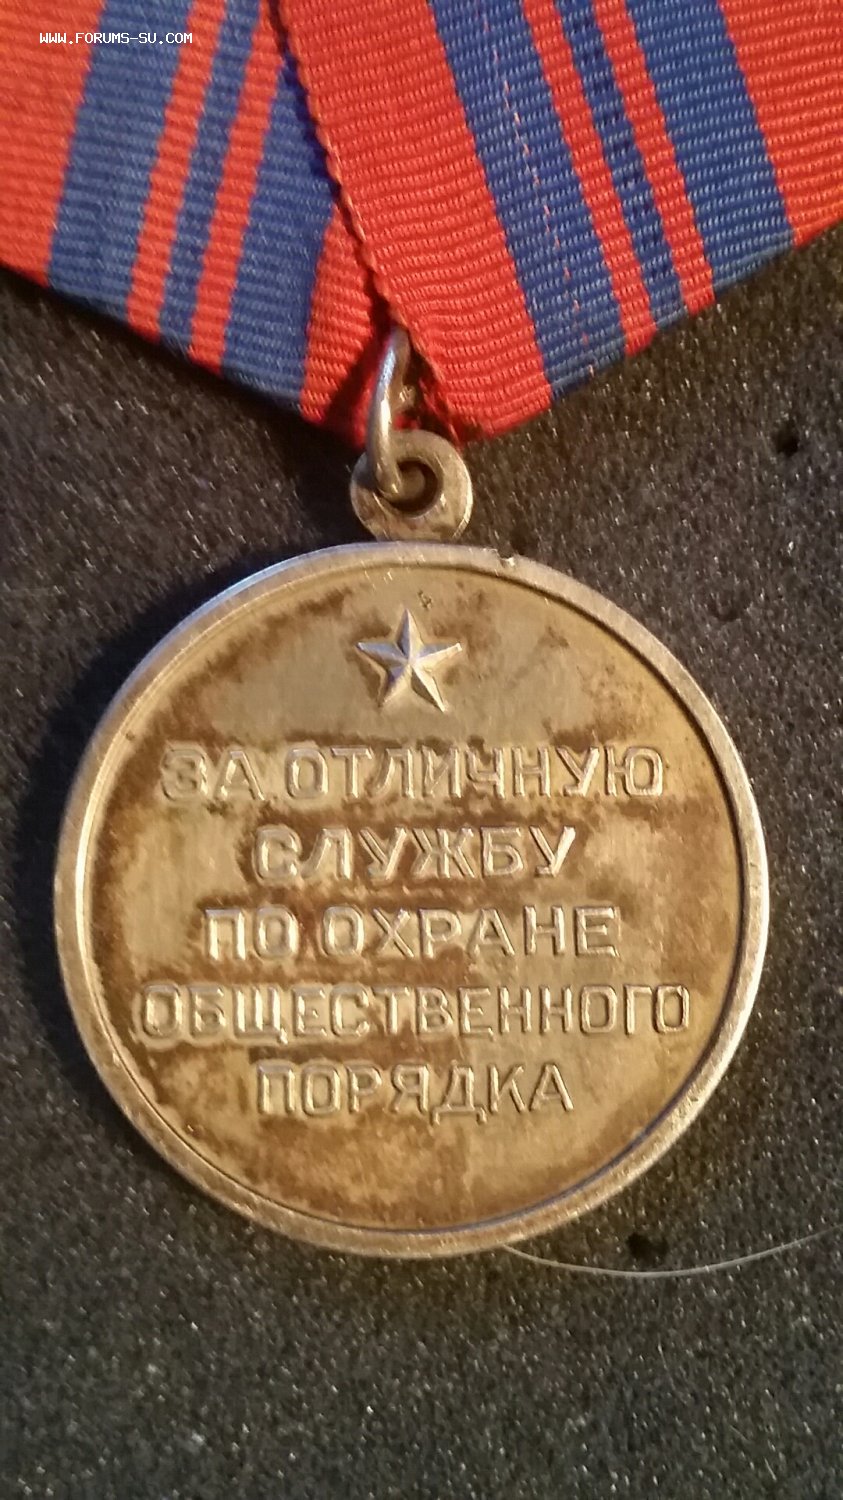 WWW.FORUMS-SU.COM
ЗА ОТЛИЧНУЮ
СЛУЖБУ
ПО ОХРАНЕ
ОБЩЕСТВЕННОГО
ПОРЯДКА